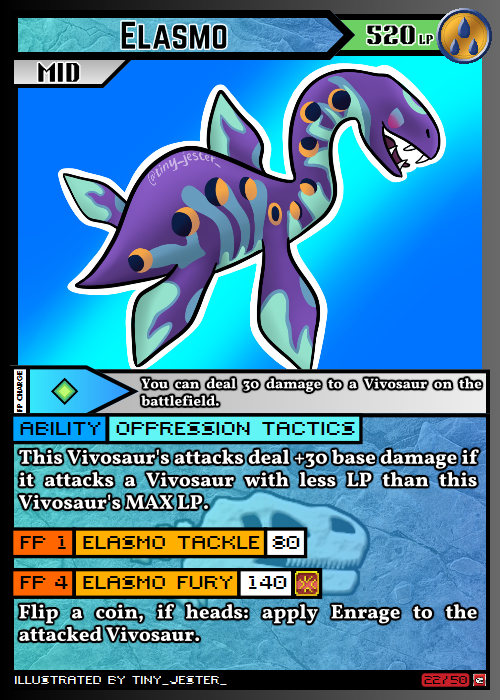 ELASMO
520 LP
MID
@tiny_jester_
FP CHARGE
You can deal 30 damage to a Vivosaur on the
battlefield.
ABILITY OPPRESSION TACTICS
This Vivosaur's attacks deal +30 base damage if
it attacks a Vivosaur with less LP than this
Vivosaur's MAX LP.
FP 1 ELASMO TACKLE 80
FP 4 ELASMO FURY 140
Flip a coin, if heads: apply Enrage to the
attacked Vivosaur.
ILLUSTRATED BY TINY_JESTER_
22/50